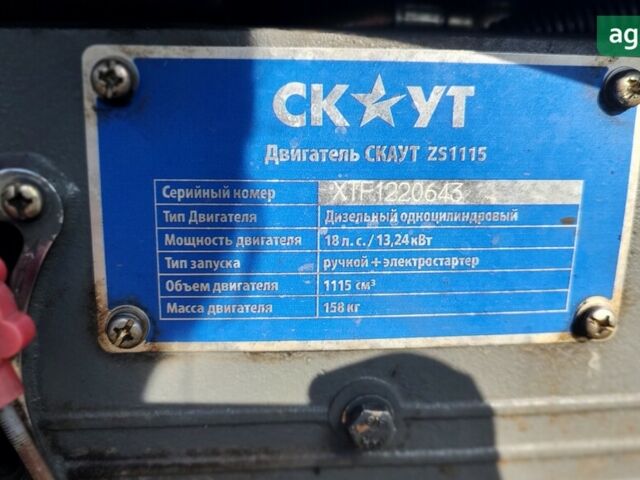 ag
СК★УТ
Двигатель СКАУТ ZS1115
Серийный номер XTF1220643
Тип Двигателя Дизельный одноцилиндровый
Мощность двигателя 18 л. с. / 13,24 кВт
Тип запуска ручкой + электростартер
Объем двигателя 1115 см³
Масса двигателя 158 кг